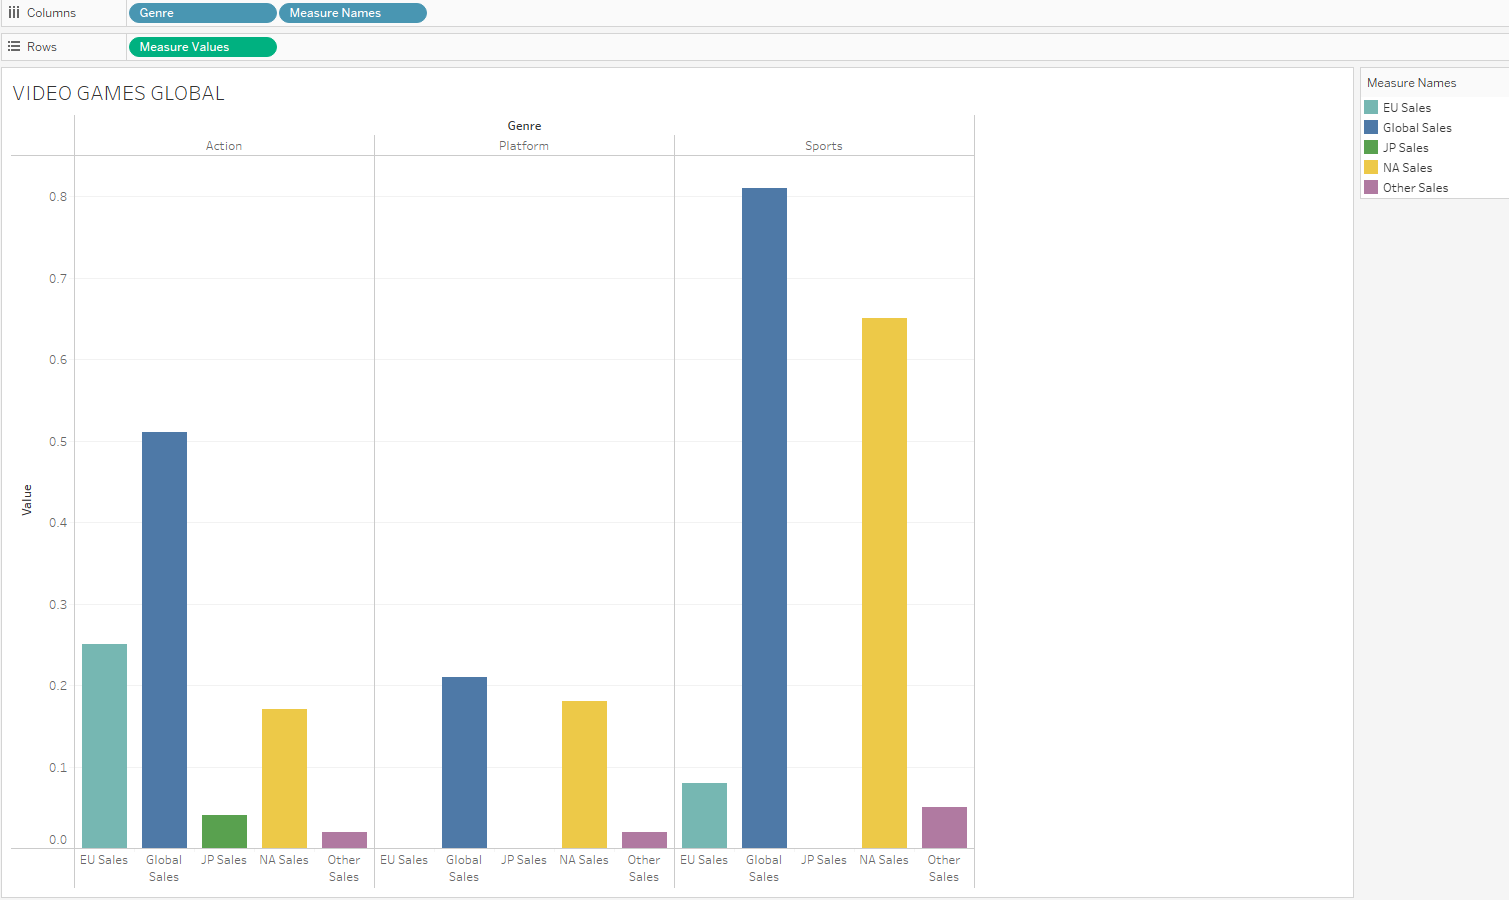 Columns
Genre
Measure Names
Rows
Measure Values
VIDEO GAMES GLOBAL
Genre
Action
Platform
Sports
Value
0.8
0.7
0.6
0.5
0.4
0.3
0.2
0.1
0.0
EU Sales
Global
Sales
JP Sales
NA Sales
Other
Sales
EU Sales
Global
Sales
JP Sales
NA Sales
Other
Sales
EU Sales
Global
Sales
JP Sales
NA Sales
Other
Sales
Measure Names
EU Sales
Global Sales
JP Sales
NA Sales
Other Sales